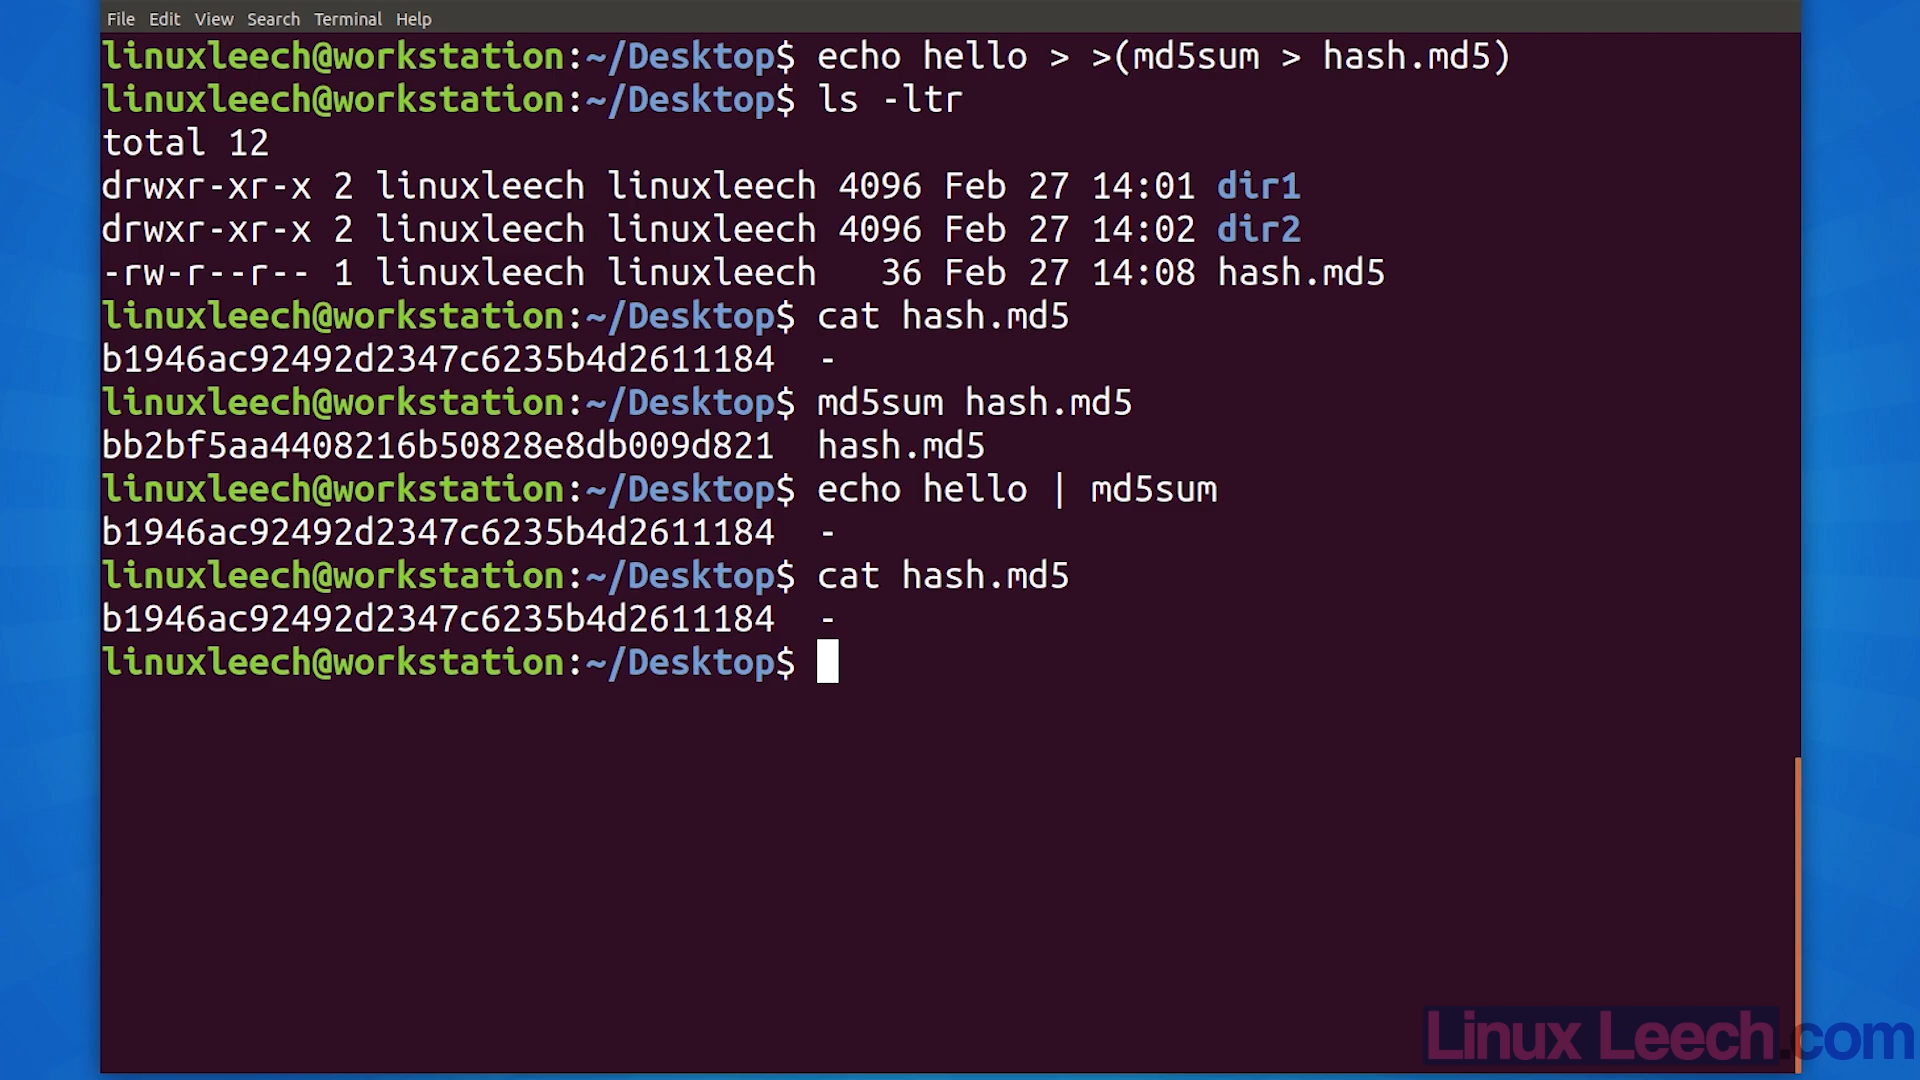 File Edit View Search Terminal Help
linuxleech@workstation:~/Desktop$ echo hello > >(md5sum > hash.md5)
linuxleech@workstation:~/Desktop$ ls -ltr
total 12
drwxr-xr-x 2 linuxleech linuxleech 4096 Feb 27 14:01 dir1
drwxr-xr-x 2 linuxleech linuxleech 4096 Feb 27 14:02 dir2
-rw-r--r-- 1 linuxleech linuxleech   36 Feb 27 14:08 hash.md5
linuxleech@workstation:~/Desktop$ cat hash.md5
b1946ac92492d2347c6235b4d2611184  -
linuxleech@workstation:~/Desktop$ md5sum hash.md5
bb2bf5aa4408216b50828e8db009d821  hash.md5
linuxleech@workstation:~/Desktop$ echo hello | md5sum
b1946ac92492d2347c6235b4d2611184  -
linuxleech@workstation:~/Desktop$ cat hash.md5
b1946ac92492d2347c6235b4d2611184  -
linuxleech@workstation:~/Desktop$
Linux Leech.com